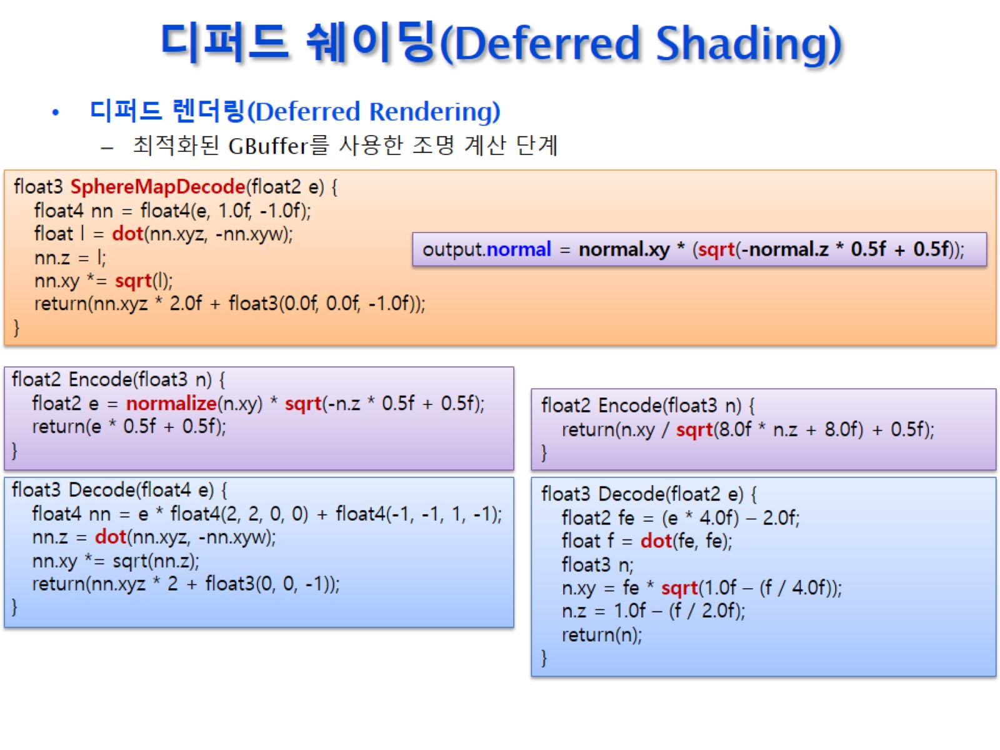 디퍼드 쉐이딩(Deferred Shading)
• 디퍼드 렌더링(Deferred Rendering)
– 최적화된 GBuffer를 사용한 조명 계산 단계
float3 SphereMapDecode(float2 e) {
float4 nn = float4(e, 1.0f, -1.0f);
float l = dot(nn.xyz, -nn.xyw);
nn.z = l;
nn.xy *= sqrt(l);
return(nn.xyz * 2.0f + float3(0.0f, 0.0f, -1.0f));
}
output.normal = normal.xy * (sqrt(-normal.z * 0.5f + 0.5f));
float2 Encode(float3 n) {
float2 e = normalize(n.xy) * sqrt(-n.z * 0.5f + 0.5f);
return(e * 0.5f + 0.5f);
}
float3 Decode(float4 e) {
float4 nn = e * float4(2, 2, 0, 0) + float4(-1, -1, 1, -1);
nn.z = dot(nn.xyz, -nn.xyw);
nn.xy *= sqrt(nn.z);
return(nn.xyz * 2 + float3(0, 0, -1));
}
float2 Encode(float3 n) {
return(n.xy / sqrt(8.0f * n.z + 8.0f) + 0.5f);
}
float3 Decode(float2 e) {
float2 fe = (e * 4.0f) – 2.0f;
float f = dot(fe, fe);
float3 n;
n.xy = fe * sqrt(1.0f – (f / 4.0f));
n.z = 1.0f – (f / 2.0f);
return(n);
}